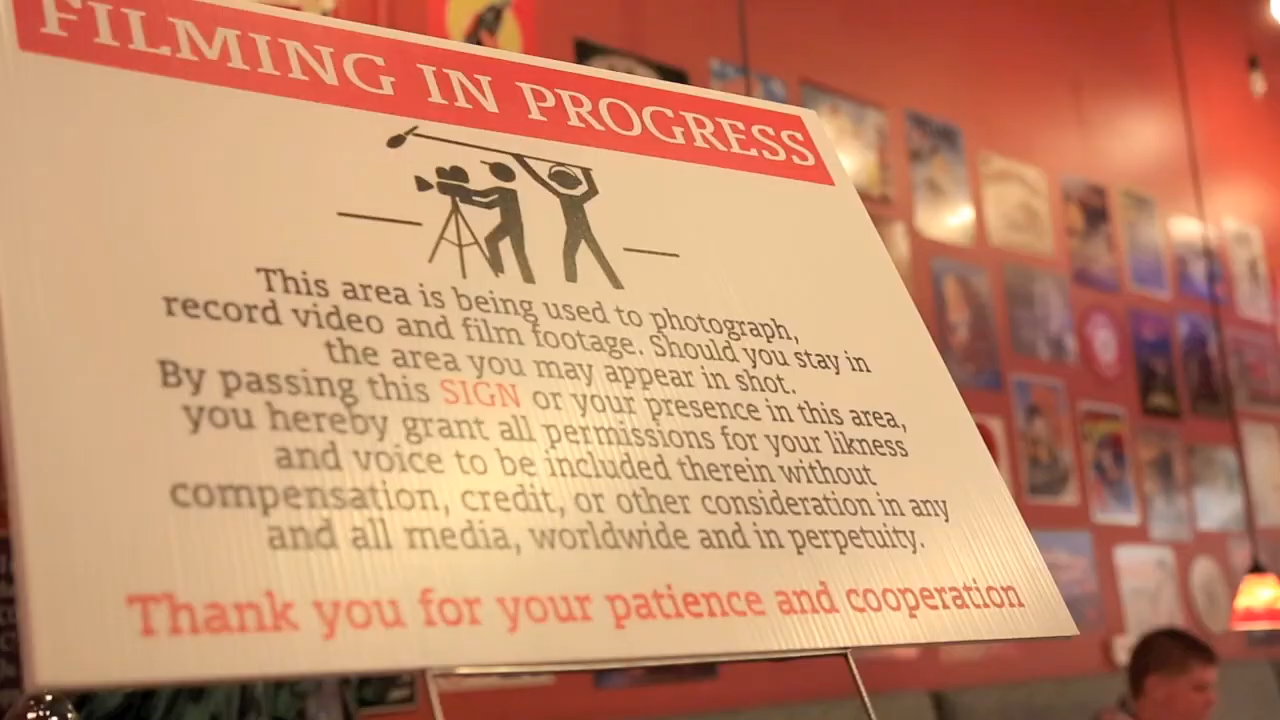 FILMING IN PROGRESS
This area is being used to photograph,
record video and film footage. Should you stay in
the area you may appear in shot.
By passing this SIGN or your presence in this area,
you hereby grant all permissions for your likness
and voice to be included therein without
compensation, credit, or other consideration in any
and all media, worldwide and in perpetuity.
Thank you for your patience and cooperation